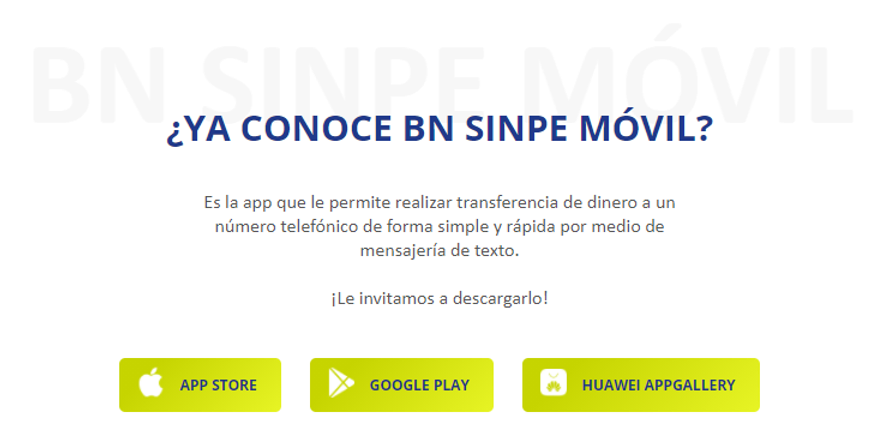 BN SINPE MÓVIL
¿YA CONOCE BN SINPE MÓVIL?
Es la app que le permite realizar transferencia de dinero a un
número telefónico de forma simple y rápida por medio de
mensajería de texto.
¡Le invitamos a descargarlo!
APP STORE
GOOGLE PLAY
HUAWEI APPGALLERY